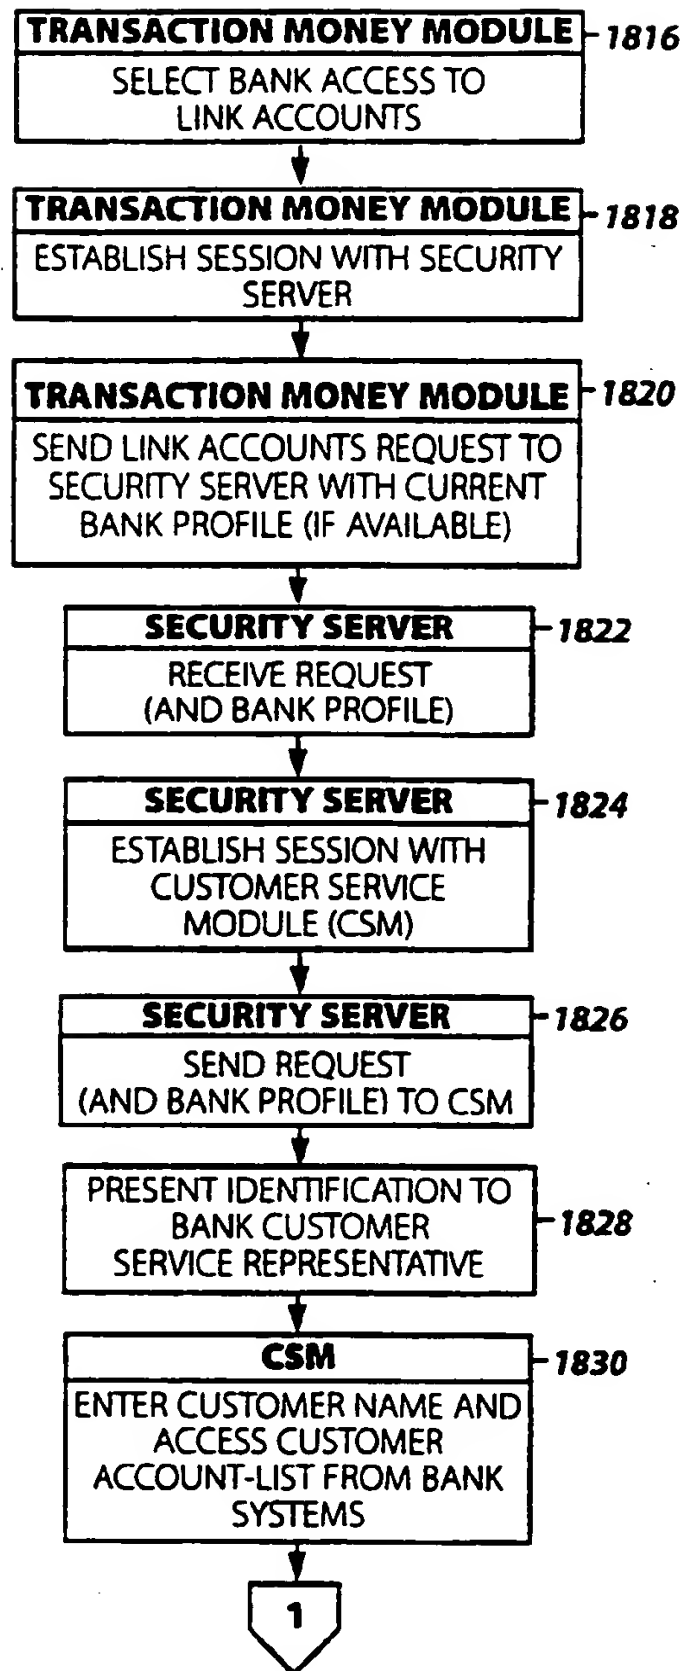 TRANSACTION MONEY MODULE
1816
SELECT BANK ACCESS TO
LINK ACCOUNTS
TRANSACTION MONEY MODULE
1818
ESTABLISH SESSION WITH SECURITY
SERVER
TRANSACTION MONEY MODULE
1820
SEND LINK ACCOUNTS REQUEST TO
SECURITY SERVER WITH CURRENT
BANK PROFILE (IF AVAILABLE)
SECURITY SERVER
1822
RECEIVE REQUEST
(AND BANK PROFILE)
SECURITY SERVER
1824
ESTABLISH SESSION WITH
CUSTOMER SERVICE
MODULE (CSM)
SECURITY SERVER
1826
SEND REQUEST
(AND BANK PROFILE) TO CSM
PRESENT IDENTIFICATION TO
BANK CUSTOMER
SERVICE REPRESENTATIVE
1828
CSM
1830
ENTER CUSTOMER NAME AND
ACCESS CUSTOMER
ACCOUNT-LIST FROM BANK
SYSTEMS
1